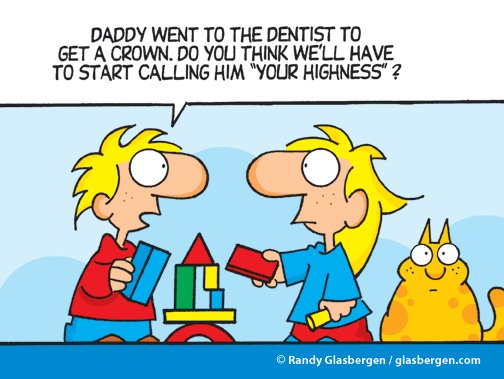 DADDY WENT TO THE DENTIST TO
GET A CROWN. DO YOU THINK WE'LL HAVE
TO START CALLING HIM "YOUR HIGHNESS" ?
© Randy Glasbergen / glasbergen.com